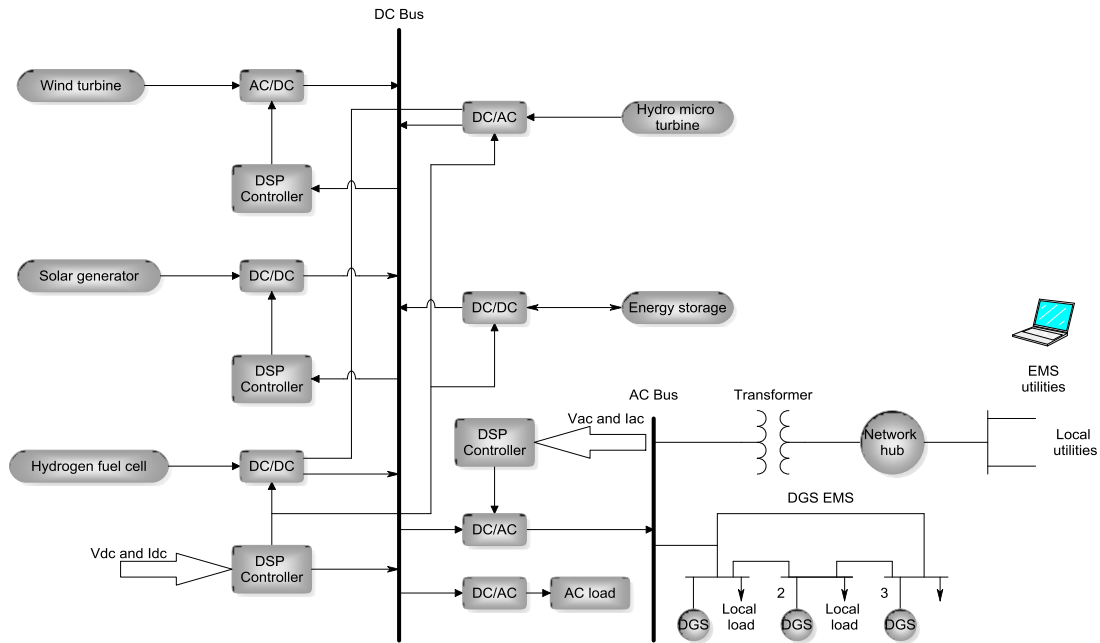 DC Bus
Wind turbine
AC/DC
DC/AC
Hydro micro
turbine
DSP
Controller
Solar generator
DC/DC
DC/DC
Energy storage
DSP
Controller
EMS
utilities
AC Bus
Transformer
Vac and Iac
DSP
Controller
Network
hub
Local
utilities
Hydrogen fuel cell
DC/DC
DGS EMS
DC/AC
Vdc and Idc
DSP
Controller
DC/AC
AC load
2
3
Local
load
Local
load
DGS
DGS
DGS